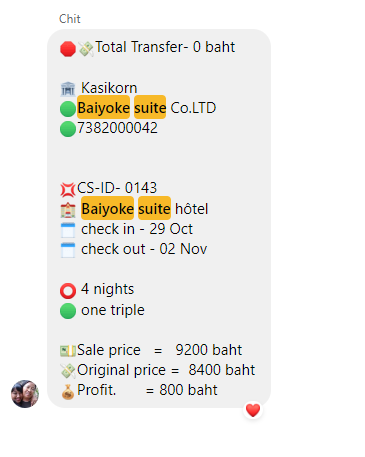 Chit
🛑💸Total Transfer- 0 baht
🏦 Kasikorn
🟢Baiyoke suite Co.LTD
🟢7382000042
💢CS-ID- 0143
🏩 Baiyoke suite hôtel
🗓 check in - 29 Oct
🗓 check out - 02 Nov
⭕ 4 nights
🟢 one triple
💵Sale price = 9200 baht
💸Original price = 8400 baht
💰Profit. = 800 baht